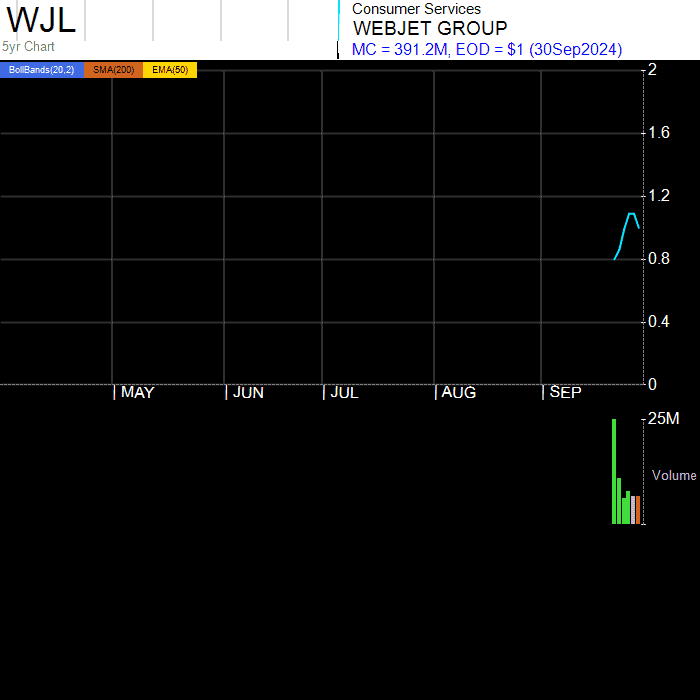 WJL
5yr Chart
Consumer Services
WEBJET GROUP
MC = 391.2M, EOD = $1 (30Sep2024)
BollBands(20,2) SMA(200) EMA(50)
2
1.6
1.2
0.8
0.4
0
| MAY | JUN | JUL | AUG | SEP
25M
Volume